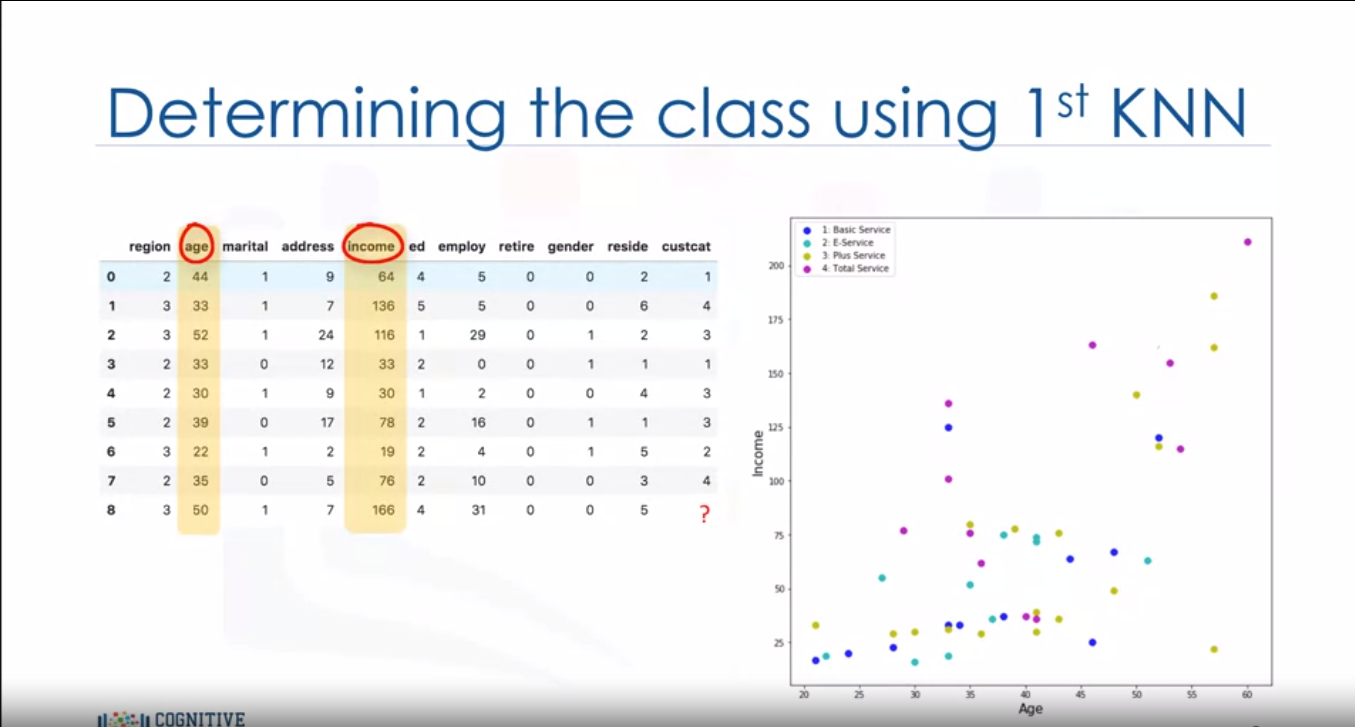 Determining the class using 1st KNN
region age marital address income ed employ retire gender reside custcat
0 2 44 1 9 64 4 5 0 0 2 1
1 3 33 1 7 136 5 5 0 0 6 4
2 3 52 1 24 116 1 29 0 1 2 3
3 2 33 0 12 33 2 0 0 1 1 1
4 2 30 1 9 30 1 2 0 0 4 3
5 2 39 0 17 78 2 16 0 1 1 3
6 3 22 1 2 19 2 4 0 1 5 2
7 2 35 0 5 76 2 10 0 0 3 4
8 3 50 1 7 166 4 31 0 0 5 ?
1: Basic Service
2: E-Service
3: Plus Service
4: Total Service
200
175
150
125
100
75
50
25
Income
20 25 30 35 40 45 50 55 60
Age
COGNITIVE